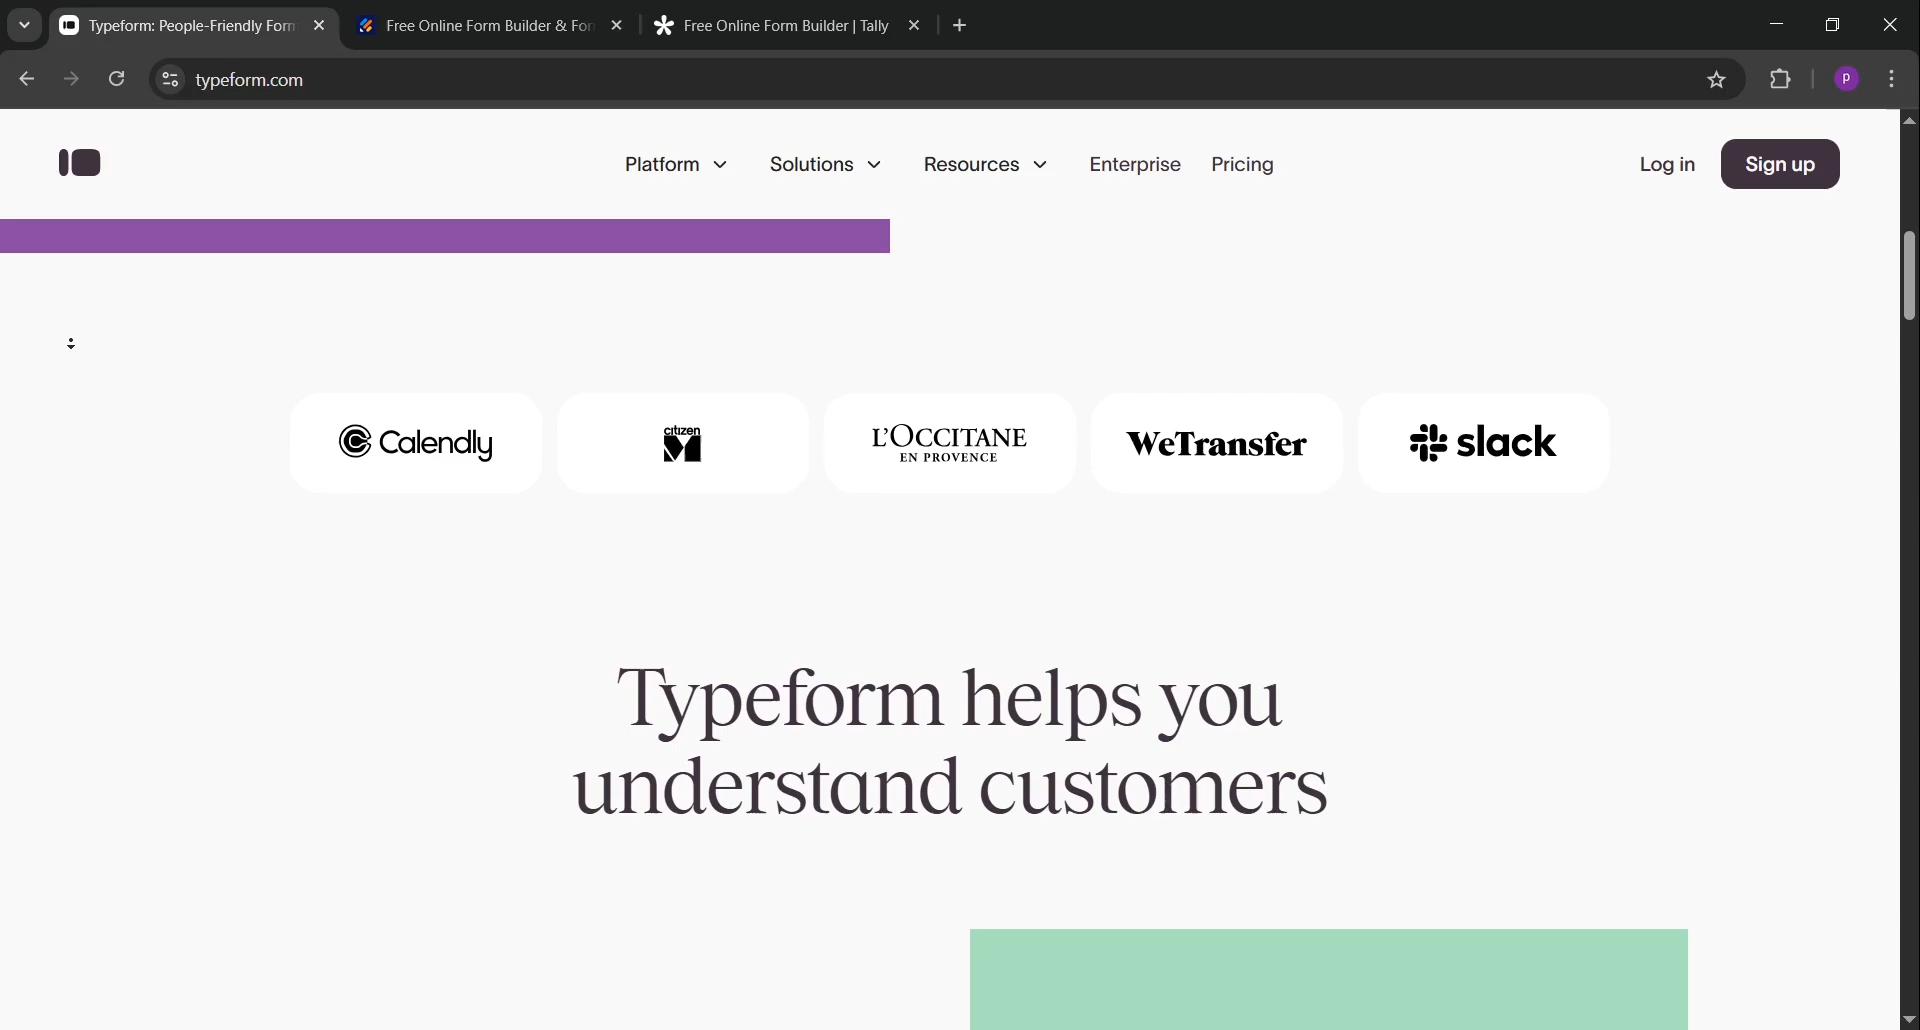 Typeform: People-Friendly Form
Free Online Form Builder & For
Free Online Form Builder | Tally
typeform.com
P
Platform
Solutions
Resources
Enterprise
Pricing
Log in
Sign up
Calendly
citizen M
L'OCCITANE
EN PROVENCE
WeTransfer
slack
Typeform helps you
understand customers